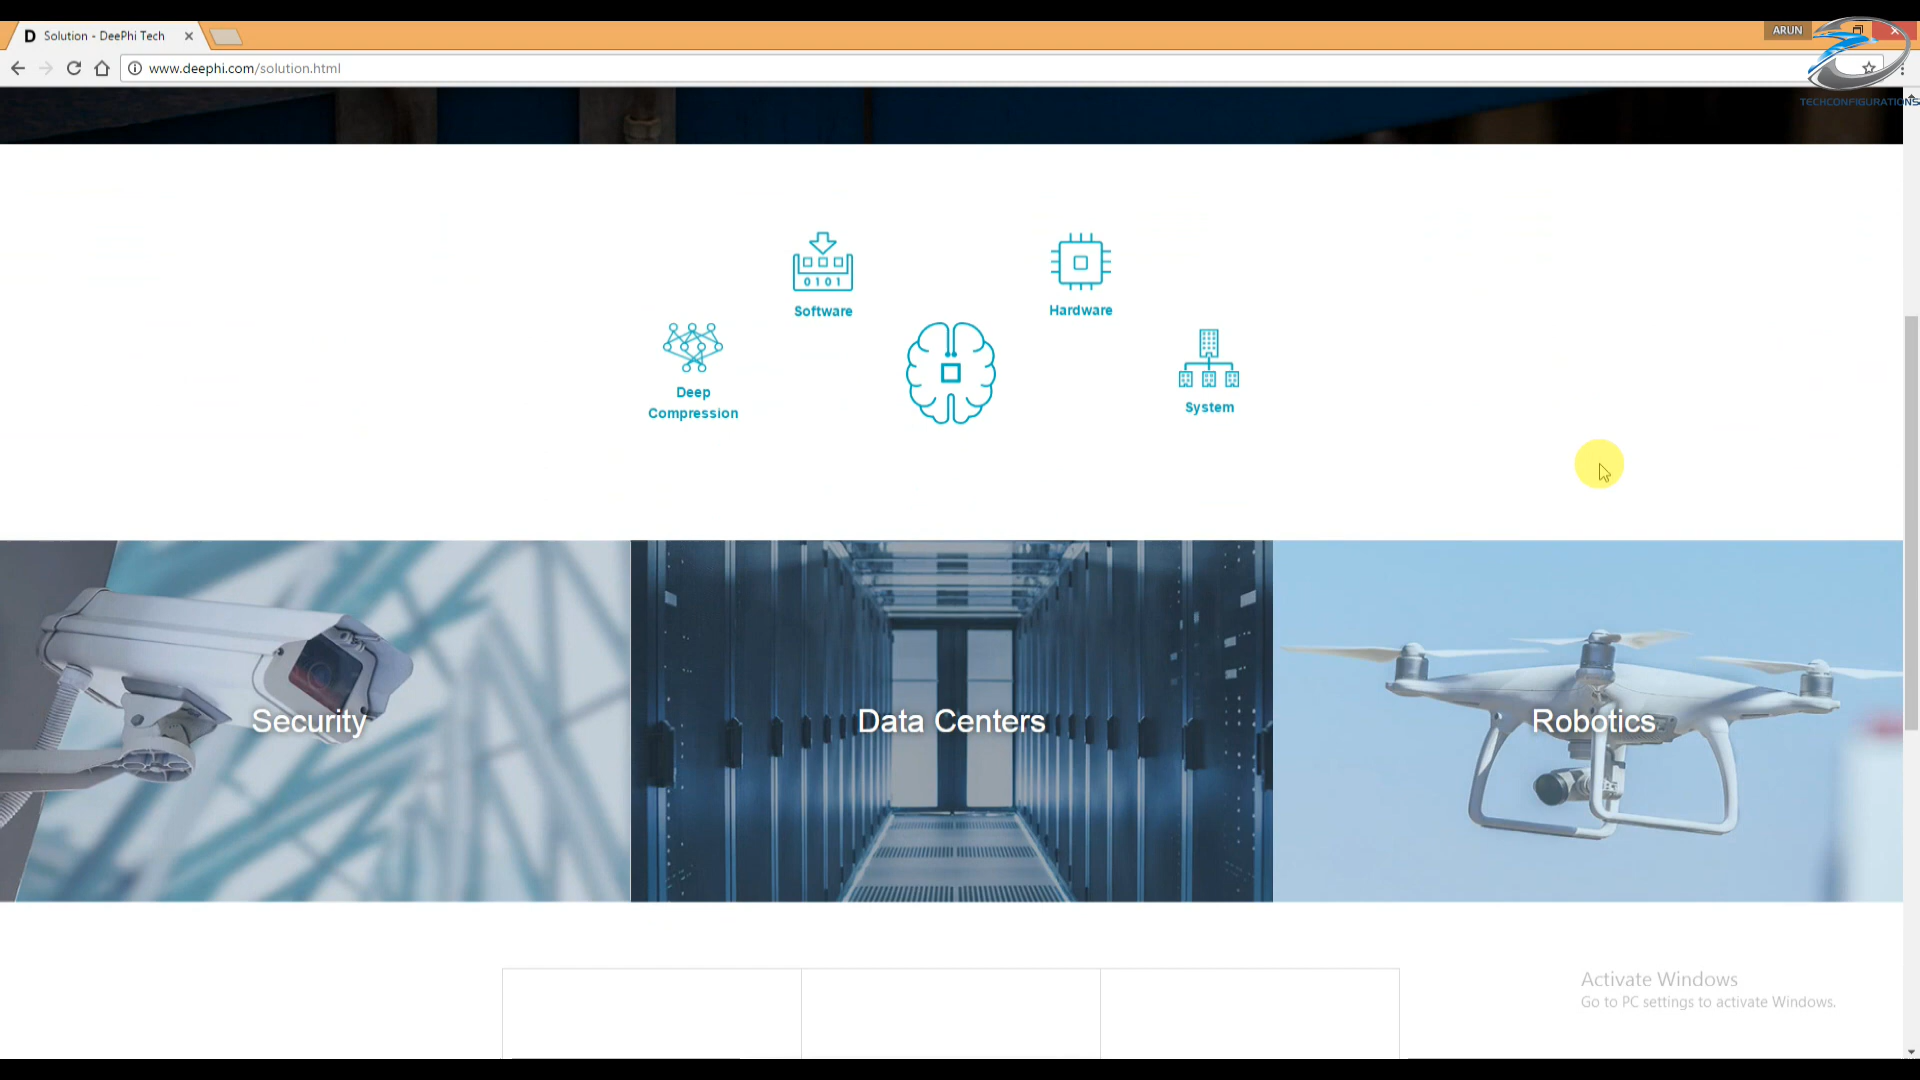 D Solution - DeePhi Tech
ARUN
www.deephi.com/solution.html
TECHCONFIGURATIONS
0101
Software
Hardware
Deep
Compression
System
Security
Data Centers
Robotics
Activate Windows
Go to PC settings to activate Windows.